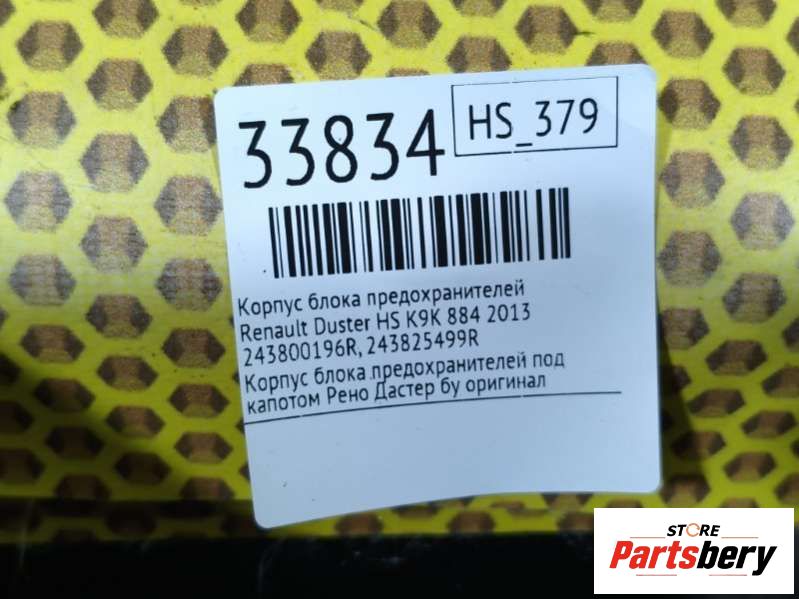 33834
HS_379
Корпус блока предохранителей
Renault Duster HS K9K 884 2013
243800196R, 243825499R
Корпус блока предохранителей под
капотом Рено Дастер бу оригинал
STORE
Partsbery